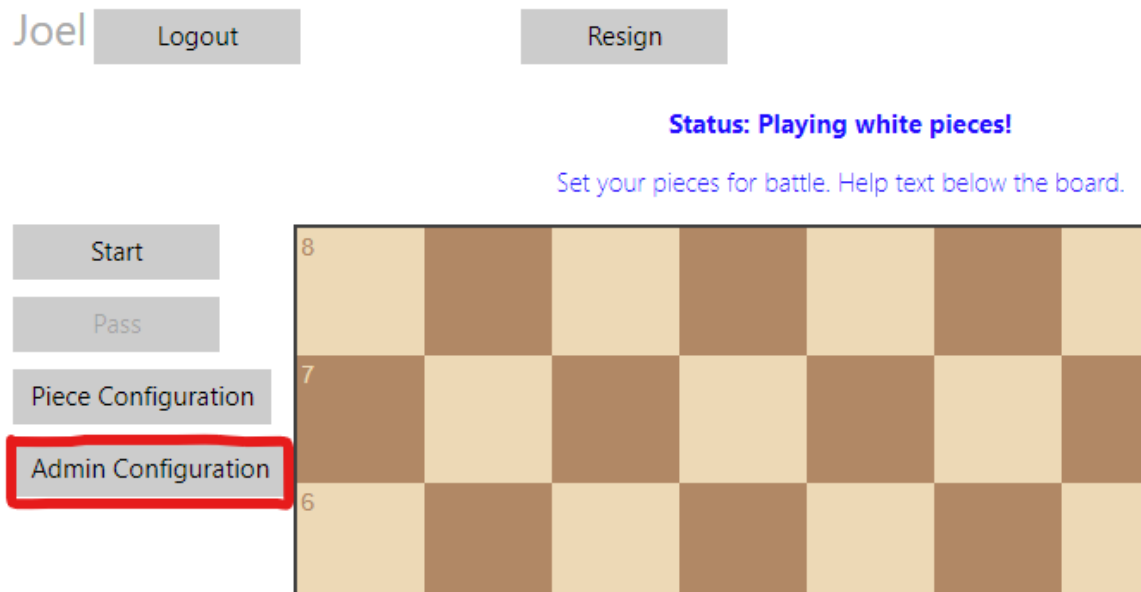 Joel Logout Resign
Status: Playing white pieces!
Set your pieces for battle. Help text below the board.
Start
8
Pass
Piece Configuration
7
Admin Configuration
6